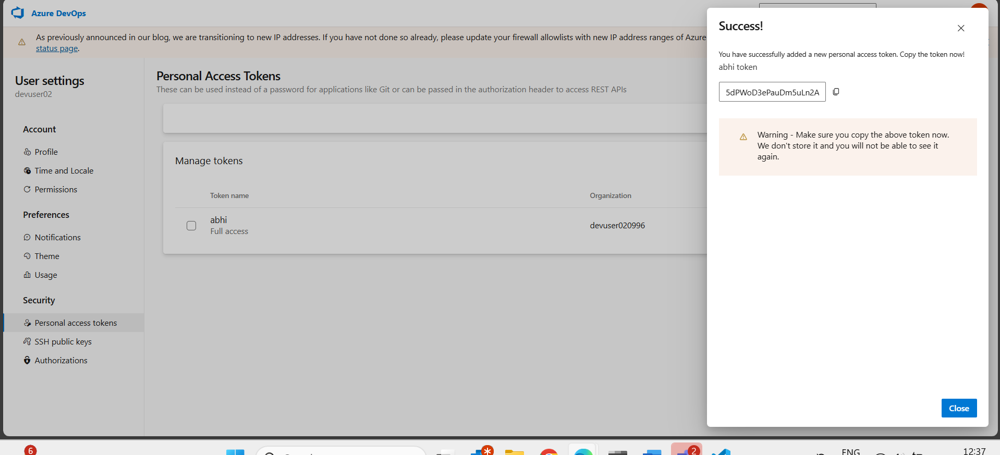 Azure DevOps
As previously announced in our blog, we are transitioning to new IP addresses. If you have not done so already, please update your firewall allowlists with new IP address ranges of Azure
status page.
User settings
devuser02
Account
Profile
Time and Locale
Permissions
Preferences
Notifications
Theme
Usage
Security
Personal access tokens
SSH public keys
Authorizations
Personal Access Tokens
These can be used instead of a password for applications like Git or can be passed in the authorization header to access REST APIs
Manage tokens
Token name Organization
abhi
Full access
devuser020996
Success!
You have successfully added a new personal access token. Copy the token now!
abhi token
5dPWoD3ePauDm5uLn2A
Warning - Make sure you copy the above token now.
We don't store it and you will not be able to see it
again.
Close
6
2
ENG
12:37